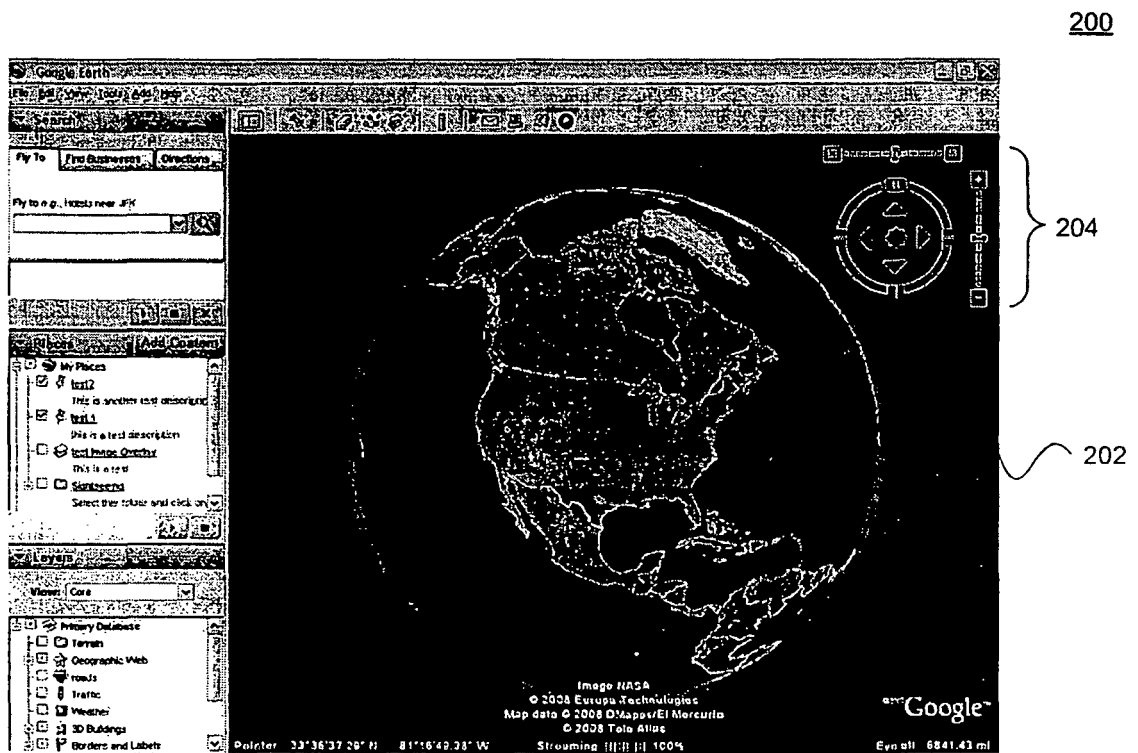 200
Google Earth
File Edit View Tools Add Help
Search
Fly To Find Businesses Directions
Fly to e.g., Hotels near JFK
Places Add Content
My Places
test2
This is another test descriptio
test 1
this is a test description
test Image Overlay
This is a test
Sightseeing
Select this folder and click on
Layers
View: Core
Primary Database
Terrain
Geographic Web
roads
Traffic
Weather
3D Buildings
Borders and Labels
204
202
Image NASA
© 2008 Europa Technologies
Map data © 2008 DMapas/El Mercurio
© 2008 Tele Atlas
Google™
Pointer 33°36'37.29" N 81°16'49.38" W Streaming 100% Eye alt 6841.43 mi